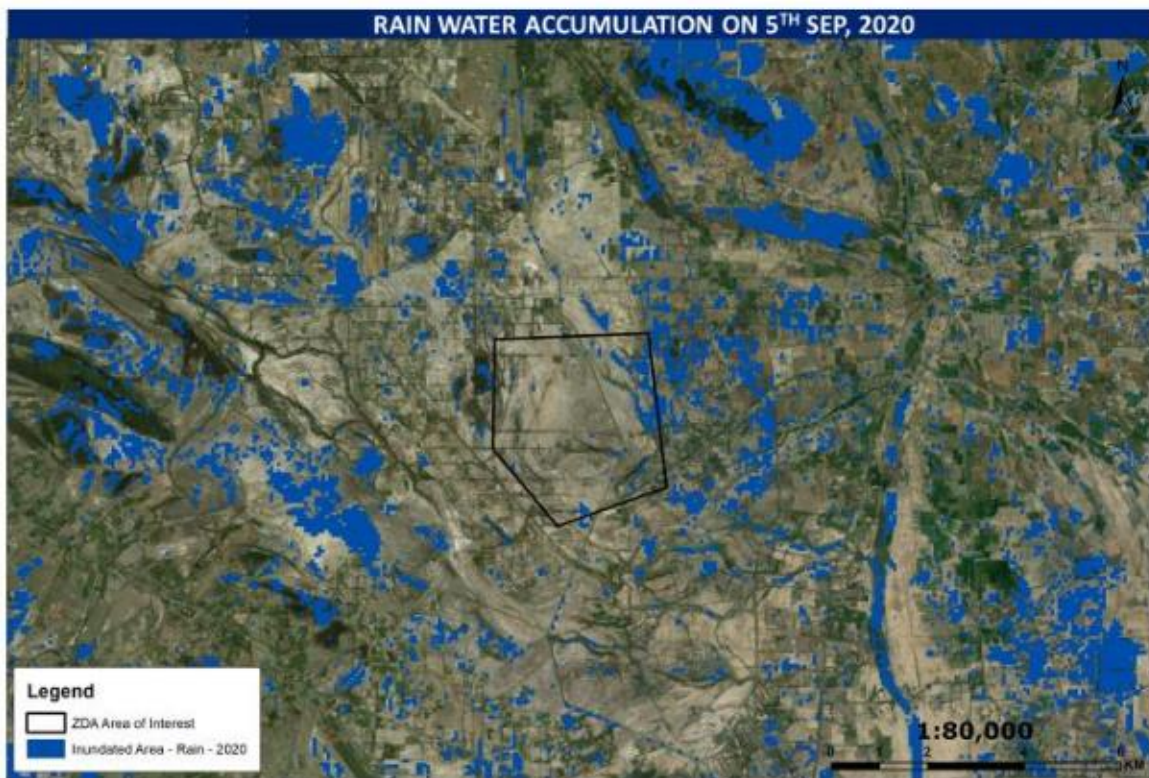 RAIN WATER ACCUMULATION ON 5TH SEP, 2020
N
Legend
ZDA Area of Interest
Inundated Area - Rain - 2020
1:80,000
0 1 2 4 6
KM